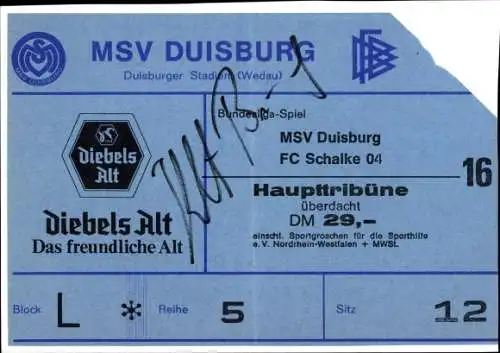 MSV DUISBURG
Duisburger Stadion (Wedau)
Bundesliga-Spiel
MSV Duisburg
FC Schalke 04
16
Diebels
Alt
Haupttribüne
überdacht
DM 29,-
Diebels Alt
Das freundliche Alt
einschl. Sportgroschen für die Sporthilfe
e.V. Nordrhein-Westfalen + MWSt.
Block L * Reihe 5 Sitz 12